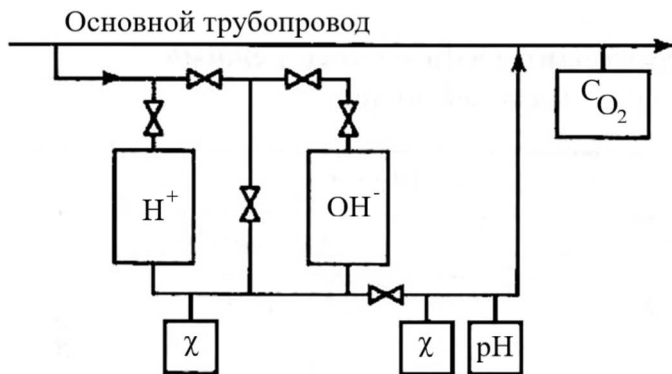 Основной трубопровод
C
O2
H+
OH-
χ
χ
pH